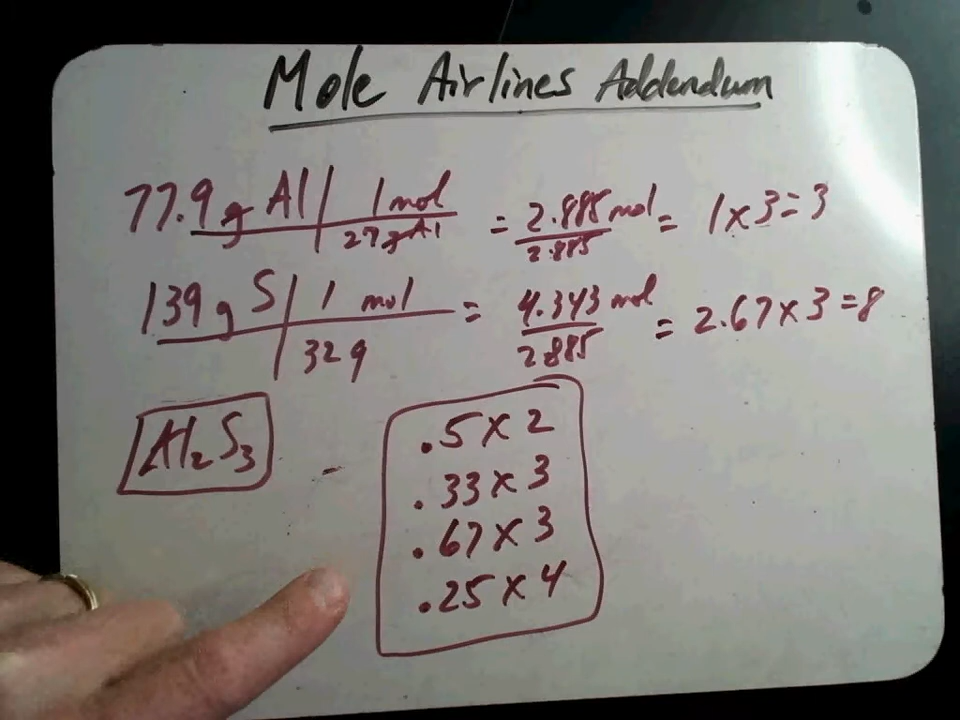 Mole Airlines Addendum
77.9 g Al | 1 mol / 27 g Al = 2.885 mol / 2.885 = 1 x 3 = 3
139 g S | 1 mol / 32 g = 4.343 mol / 2.885 = 2.67 x 3 = 8
Al₂S₃
.5 x 2
.33 x 3
.67 x 3
.25 x 4